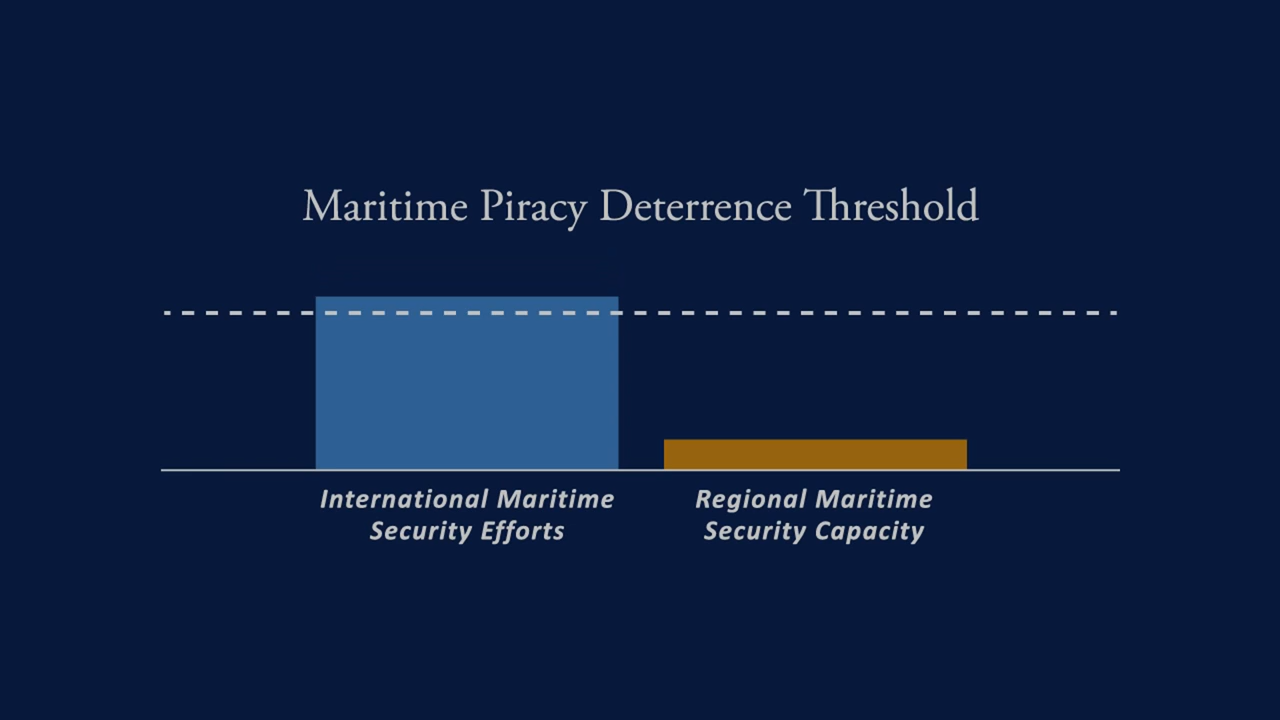 Maritime Piracy Deterrence Threshold
International Maritime
Security Efforts
Regional Maritime
Security Capacity